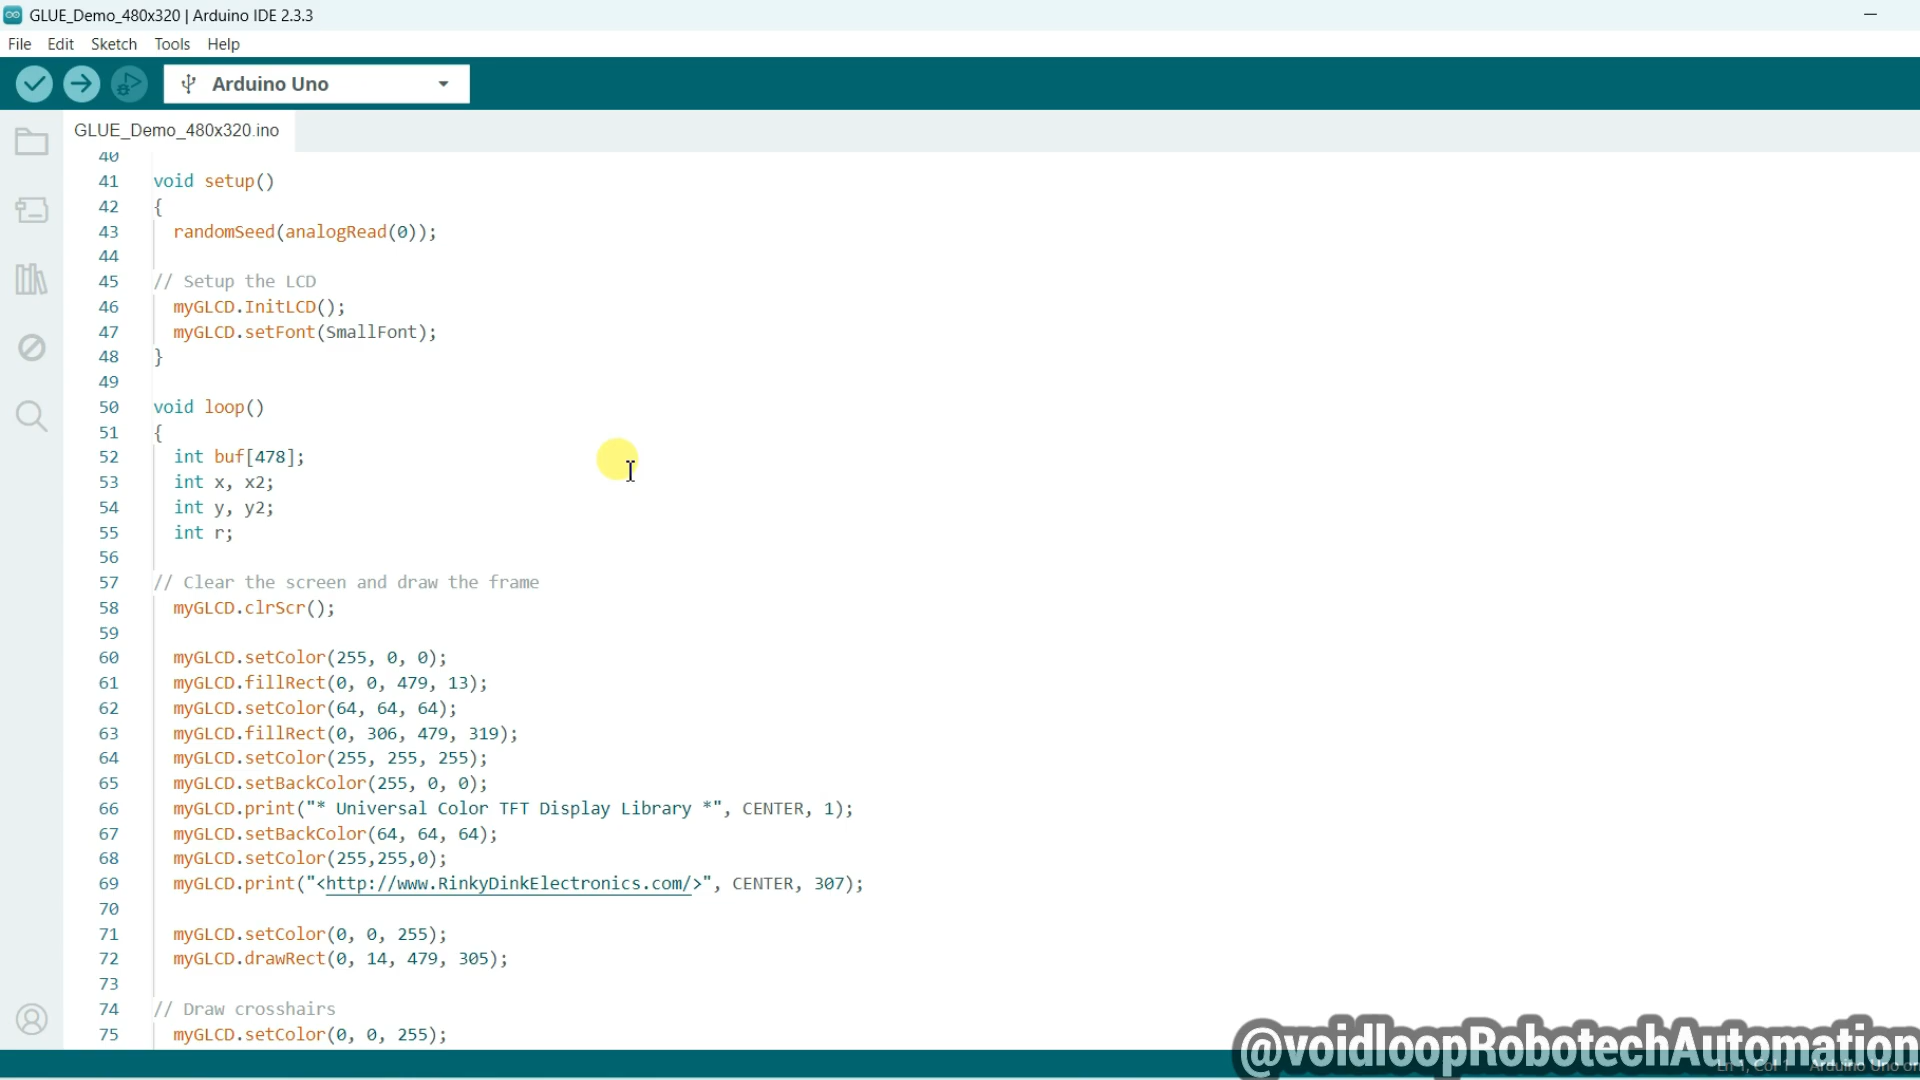 GLUE_Demo_480x320 | Arduino IDE 2.3.3
File Edit Sketch Tools Help
Arduino Uno
GLUE_Demo_480x320.ino
40
41 void setup()
42 {
43 randomSeed(analogRead(0));
44
45 // Setup the LCD
46 myGLCD.InitLCD();
47 myGLCD.setFont(SmallFont);
48 }
49
50 void loop()
51 {
52 int buf[478];
53 int x, x2;
54 int y, y2;
55 int r;
56
57 // Clear the screen and draw the frame
58 myGLCD.clrScr();
59
60 myGLCD.setColor(255, 0, 0);
61 myGLCD.fillRect(0, 0, 479, 13);
62 myGLCD.setColor(64, 64, 64);
63 myGLCD.fillRect(0, 306, 479, 319);
64 myGLCD.setColor(255, 255, 255);
65 myGLCD.setBackColor(255, 0, 0);
66 myGLCD.print("* Universal Color TFT Display Library *", CENTER, 1);
67 myGLCD.setBackColor(64, 64, 64);
68 myGLCD.setColor(255,255,0);
69 myGLCD.print("<http://www.RinkyDinkElectronics.com/>", CENTER, 307);
70
71 myGLCD.setColor(0, 0, 255);
72 myGLCD.drawRect(0, 14, 479, 305);
73
74 // Draw crosshairs
75 myGLCD.setColor(0, 0, 255);
@voidloopRobotechAutomation
Ln 1, Col 1 Arduino Uno on